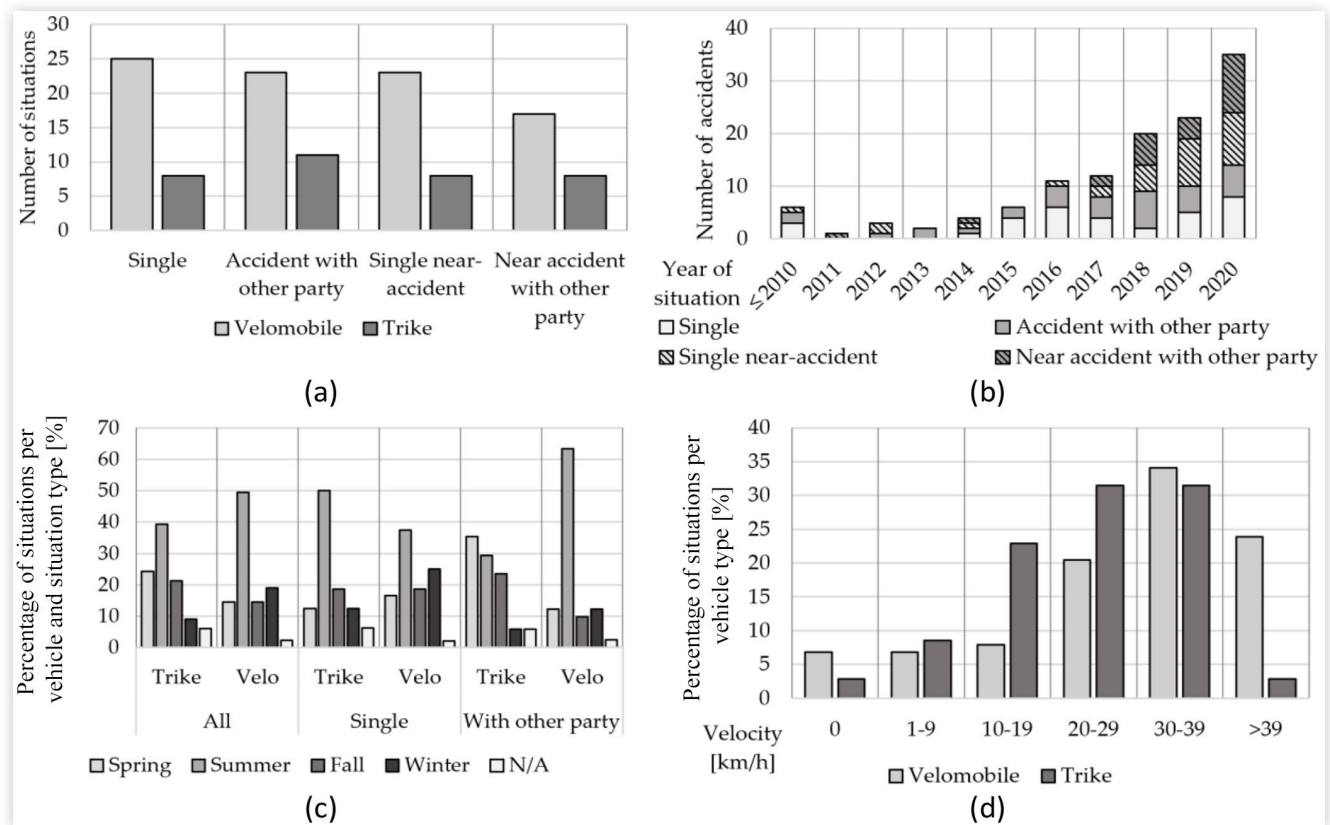 Number of situations
30
25
20
15
10
5
0
Single
Accident with other party
Single near-accident
Near accident with other party
Velomobile Trike
(a)
Number of accidents
40
30
20
10
0
Year of situation
≤2010 2011 2012 2013 2014 2015 2016 2017 2018 2019 2020
Single Accident with other party
Single near-accident Near accident with other party
(b)
Percentage of situations per
vehicle and situation type [%]
70
60
50
40
30
20
10
0
Trike Velo Trike Velo Trike Velo
All Single With other party
Spring Summer Fall Winter N/A
(c)
Percentage of situations per
vehicle type [%]
40
35
30
25
20
15
10
5
0
Velocity [km/h]
0 1-9 10-19 20-29 30-39 >39
Velomobile Trike
(d)